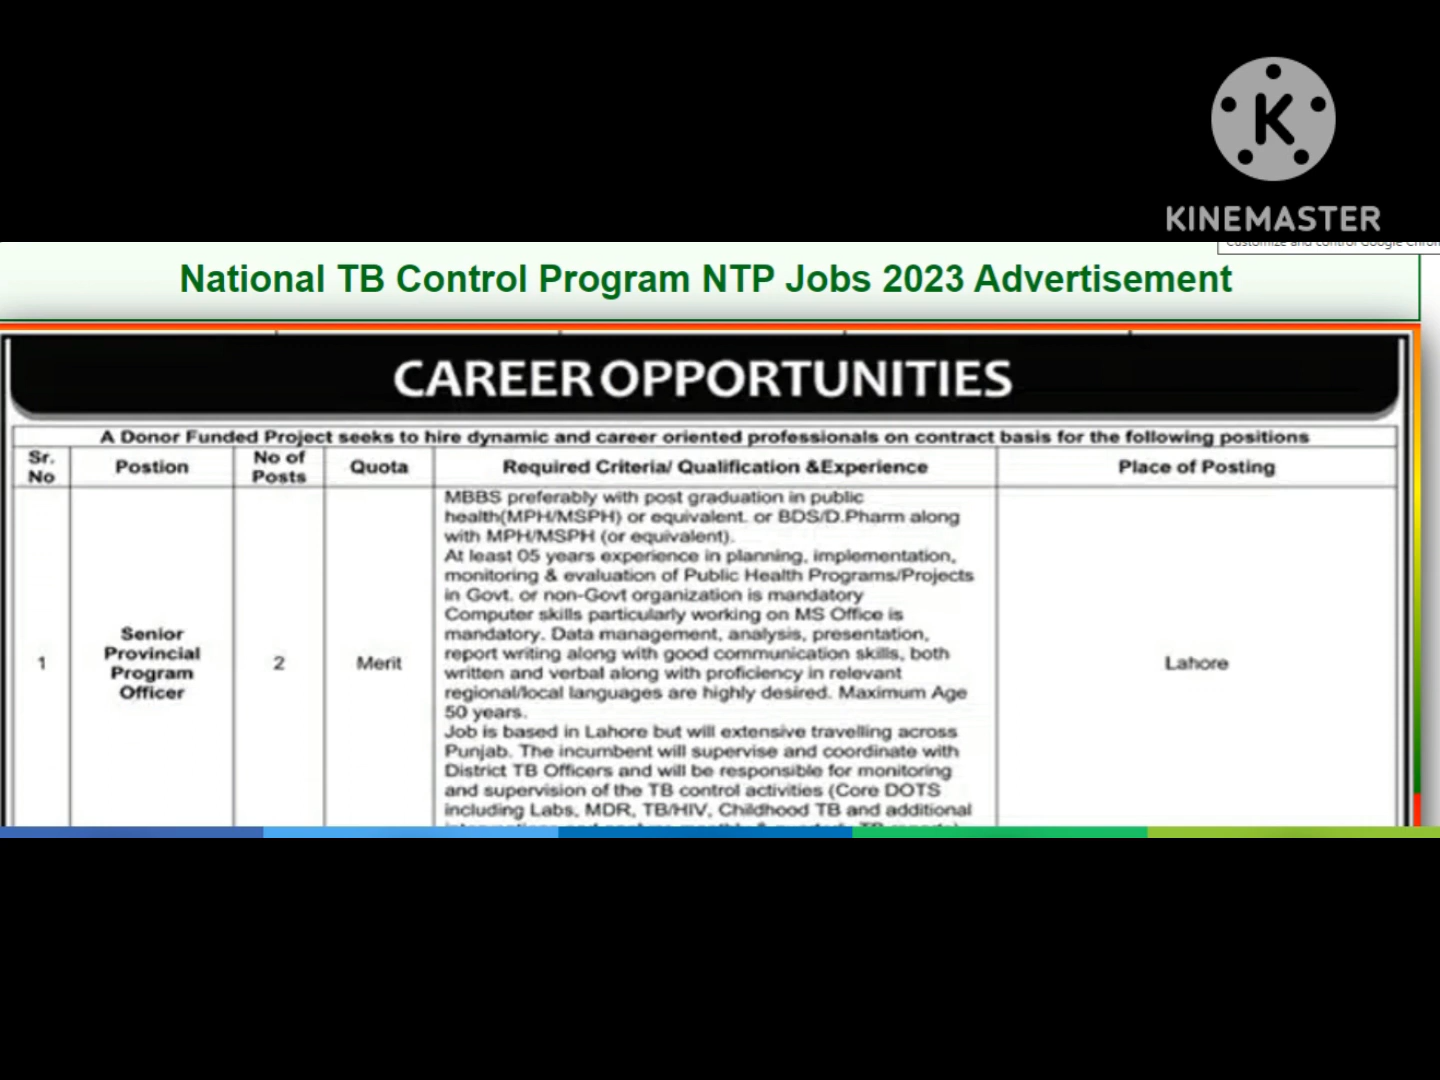 KINEMASTER
National TB Control Program NTP Jobs 2023 Advertisement
CAREER OPPORTUNITIES
A Donor Funded Project seeks to hire dynamic and career oriented professionals on contract basis for the following positions
Sr. No
Postion
No of Posts
Quota
Required Criteria/ Qualification &Experience
Place of Posting
1
Senior
Provincial
Program
Officer
2
Merit
MBBS preferably with post graduation in public
health(MPH/MSPH) or equivalent. or BDS/D.Pharm along
with MPH/MSPH (or equivalent).
At least 05 years experience in planning, implementation,
monitoring & evaluation of Public Health Programs/Projects
in Govt. or non-Govt organization is mandatory
Computer skills particularly working on MS Office is
mandatory. Data management, analysis, presentation,
report writing along with good communication skills, both
written and verbal along with proficiency in relevant
regional/local languages are highly desired. Maximum Age
50 years.
Job is based in Lahore but will extensive travelling across
Punjab. The incumbent will supervise and coordinate with
District TB Officers and will be responsible for monitoring
and supervision of the TB control activities (Core DOTS
including Labs, MDR, TB/HIV, Childhood TB and additional
Lahore